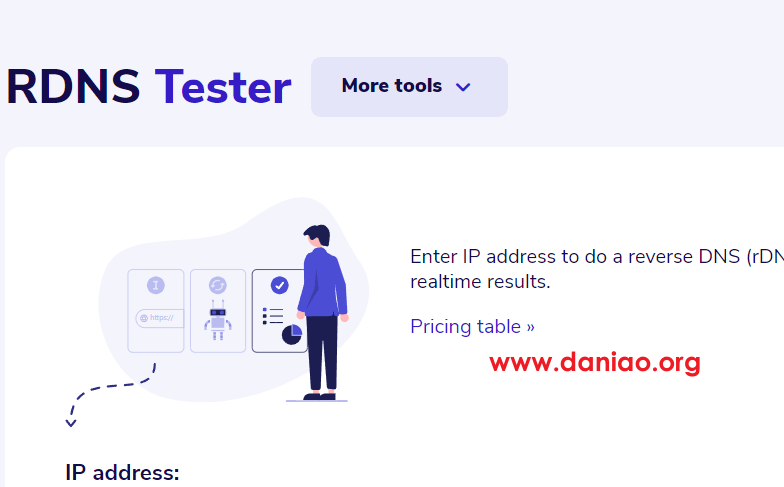 RDNS Tester
More tools
Enter IP address to do a reverse DNS (rDN
realtime results.
https://
Pricing table »
www.daniao.org
IP address: